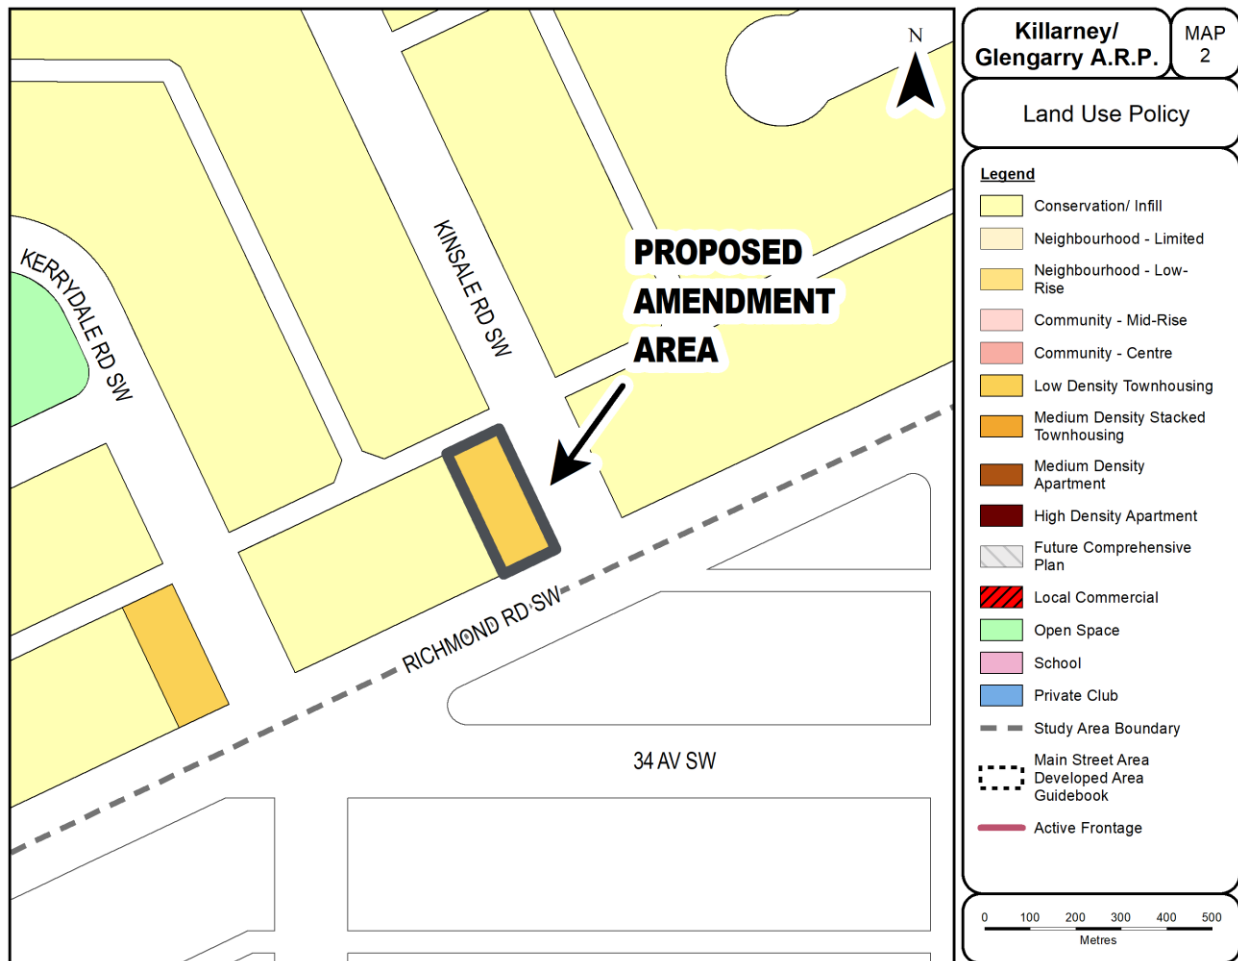 Killarney/
Glengarry A.R.P.
MAP
2
Land Use Policy
N
KERRYDALE RD SW
KINSALE RD SW
PROPOSED
AMENDMENT
AREA
RICHMOND RD SW
34 AV SW
Legend
Conservation/ Infill
Neighbourhood - Limited
Neighbourhood - Low-
Rise
Community - Mid-Rise
Community - Centre
Low Density Townhousing
Medium Density Stacked
Townhousing
Medium Density
Apartment
High Density Apartment
Future Comprehensive
Plan
Local Commercial
Open Space
School
Private Club
Study Area Boundary
Main Street Area
Developed Area
Guidebook
Active Frontage
0 100 200 300 400 500
Metres